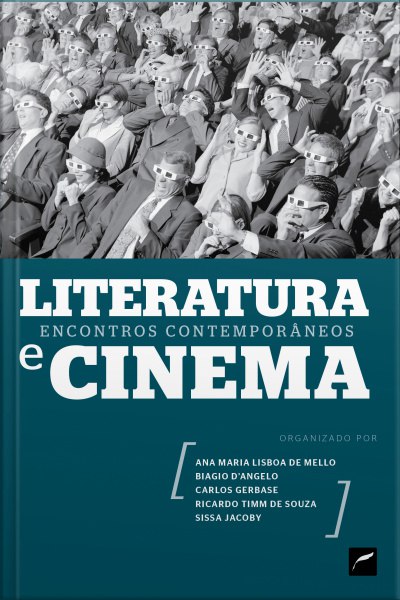 LITERATURA
ENCONTROS CONTEMPORÂNEOS
e CINEMA
ORGANIZADO POR
ANA MARIA LISBOA DE MELLO
BIAGIO D'ANGELO
CARLOS GERBASE
RICARDO TIMM DE SOUZA
SISSA JACOBY